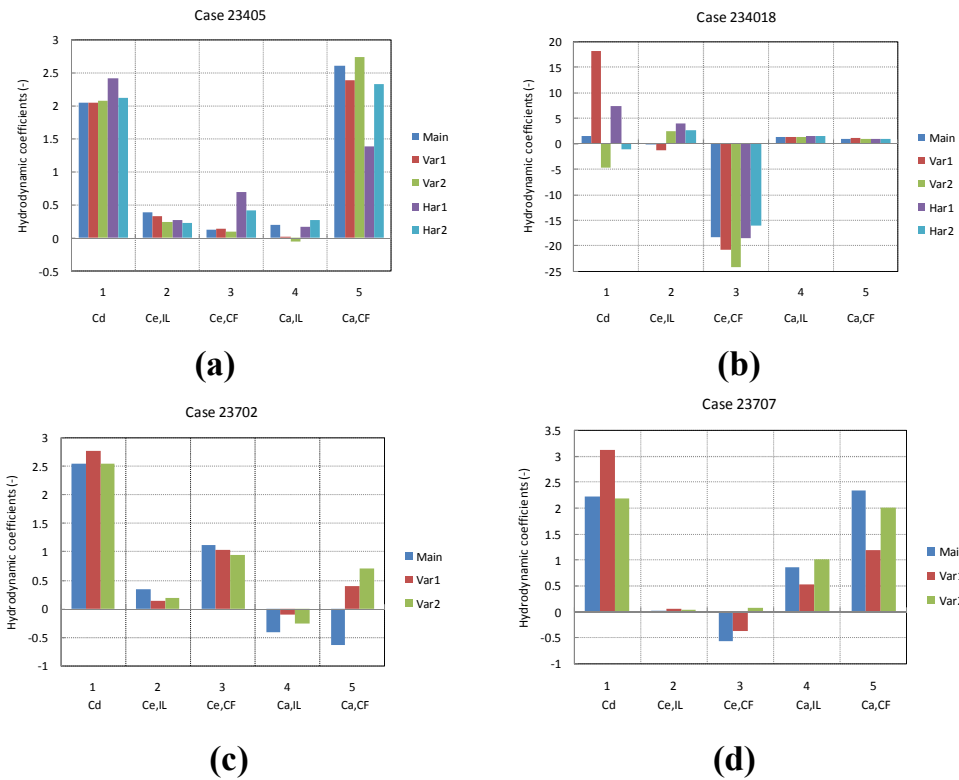 Case 23405
Hydrodynamic coefficients (-)
3
2.5
2
1.5
1
0.5
0
-0.5
1 2 3 4 5
Cd Ce,IL Ce,CF Ca,IL Ca,CF
Main
Var1
Var2
Har1
Har2
(a)
Case 234018
Hydrodynamic coefficients (-)
20
15
10
5
0
-5
-10
-15
-20
-25
1 2 3 4 5
Cd Ce,IL Ce,CF Ca,IL Ca,CF
Main
Var1
Var2
Har1
Har2
(b)
Case 23702
Hydrodynamic coefficients (-)
3
2.5
2
1.5
1
0.5
0
-0.5
-1
1 2 3 4 5
Cd Ce,IL Ce,CF Ca,IL Ca,CF
Main
Var1
Var2
(c)
Case 23707
Hydrodynamic coefficients (-)
3.5
3
2.5
2
1.5
1
0.5
0
-0.5
-1
1 2 3 4 5
Cd Ce,IL Ce,CF Ca,IL Ca,CF
Main
Var1
Var2
(d)